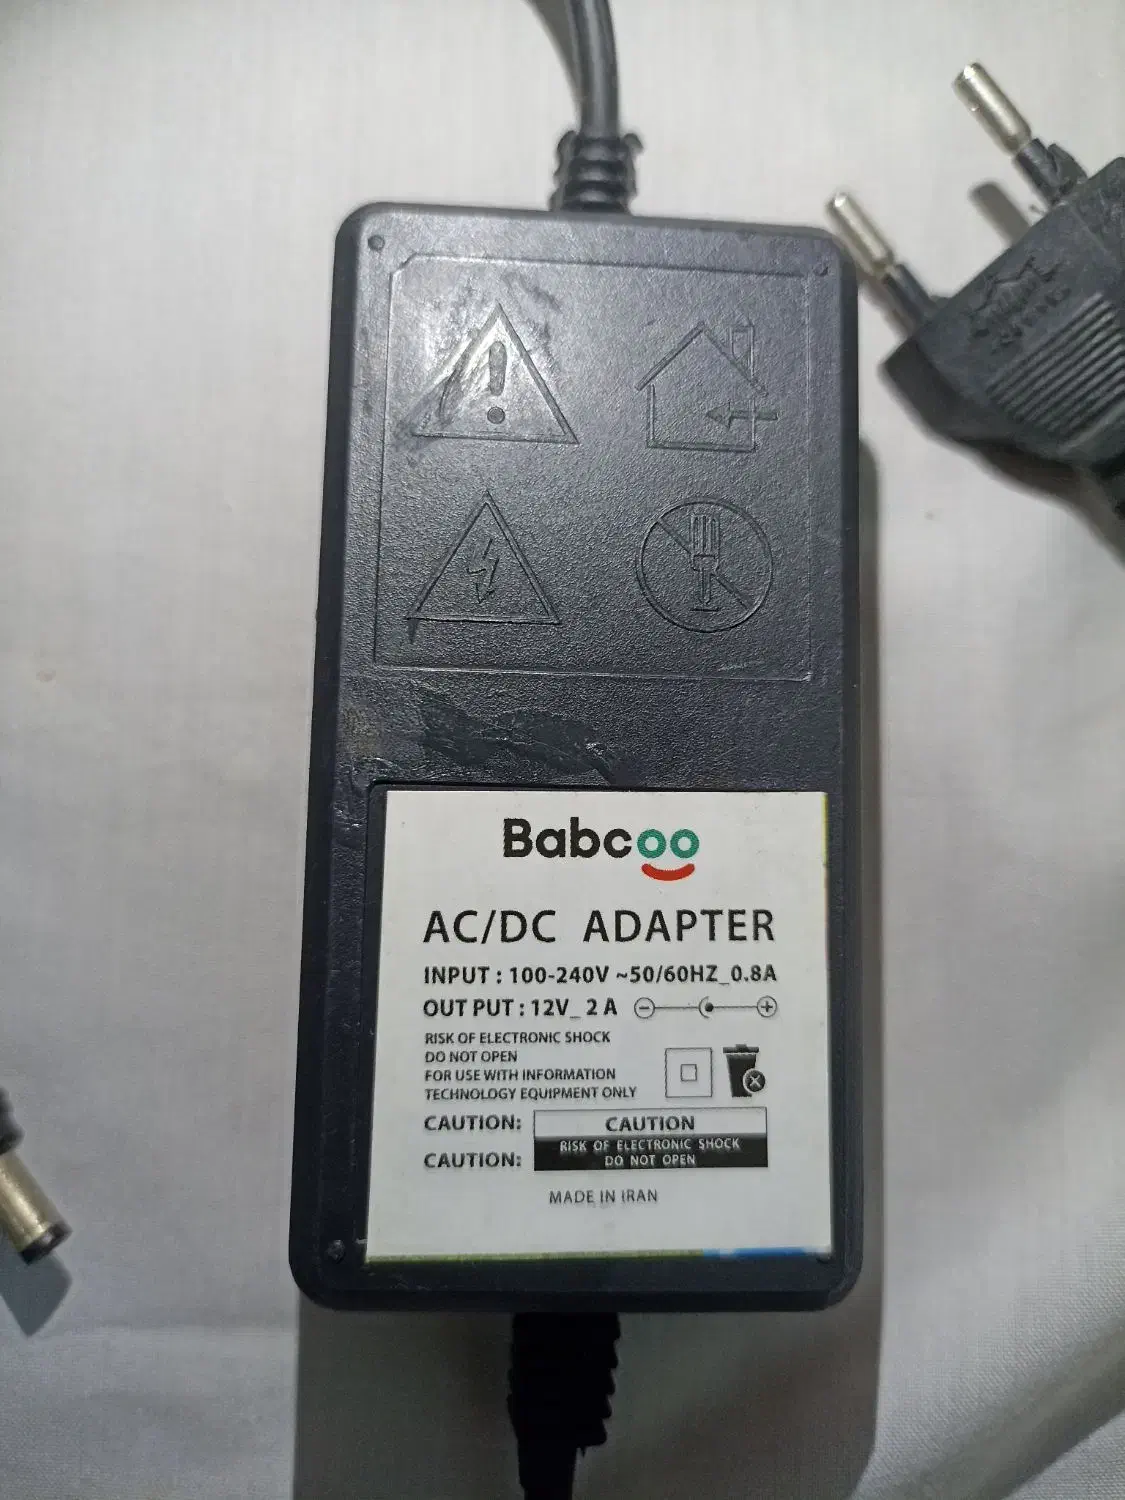 Babcoo
AC/DC ADAPTER
INPUT : 100-240V ~50/60HZ_0.8A
OUT PUT : 12V_ 2 A
RISK OF ELECTRONIC SHOCK
DO NOT OPEN
FOR USE WITH INFORMATION
TECHNOLOGY EQUIPMENT ONLY
CAUTION: CAUTION
RISK OF ELECTRONIC SHOCK
CAUTION: DO NOT OPEN
MADE IN IRAN